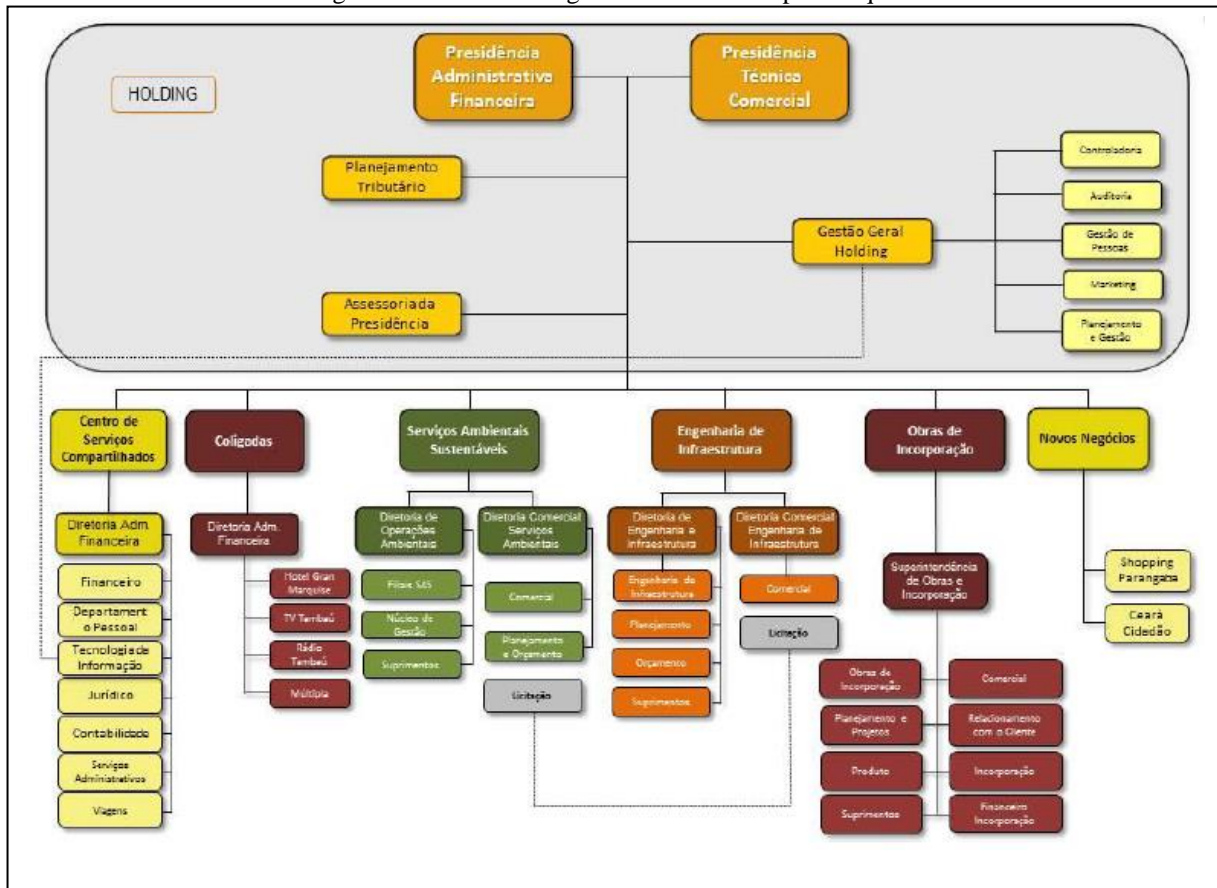 Presidência
Administrativa
Financeira
Presidência
Técnica
Comercial
HOLDING
Planejamento
Tributário
Assessoria da
Presidência
Gestão Geral
Holding
Controladoria
Auditoria
Gestão de
Pessoas
Marketing
Planejamento
e Gestão
Centro de
Serviços
Compartilhados
Coligadas
Serviços Ambientais
Sustentáveis
Engenharia de
Infraestrutura
Obras de
Incorporação
Novos Negócios
Diretoria Adm.
Financeira
Financeiro
Departament
o Pessoal
Tecnologia de
Informação
Jurídico
Contabilidade
Serviços
Administrativos
Viagens
Diretoria Adm.
Financeira
Hotel Gran
Marquise
TV Tambaú
Rádio
Tambaú
Múltipla
Diretoria de
Operações
Ambientais
Filiais SAS
Núcleo de
Gestão
Suprimentos
Diretoria Comercial
Serviços
Ambientais
Comercial
Planejamento
e Orçamento
Licitação
Diretoria de
Engenharia e
Infraestrutura
Engenharia de
Infraestrutura
Planejamento
Orçamento
Suprimentos
Diretoria Comercial
Engenharia de
Infraestrutura
Comercial
Licitação
Superintendência
de Obras e
Incorporação
Obras de
Incorporação
Planejamento e
Projetos
Produto
Suprimentos
Comercial
Relacionamento
com o Cliente
Incorporação
Financeiro
Incorporação
Shopping
Parangaba
Ceará
Cidadão